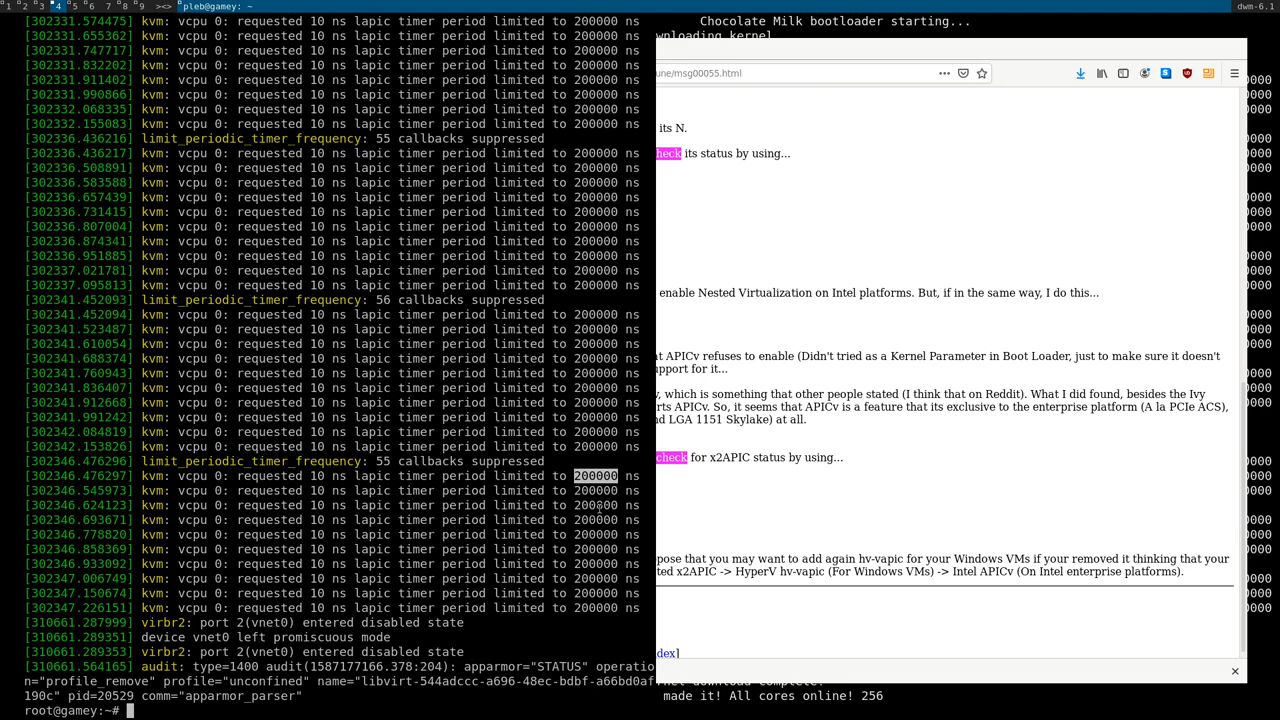 1 2 3 4 5 6 7 8 9 ><> pleb@gamey: ~ dwm-6.1
[302331.574475] kvm: vcpu 0: requested 10 ns lapic timer period limited to 200000 ns
[302331.655362] kvm: vcpu 0: requested 10 ns lapic timer period limited to 200000 ns
[302331.747717] kvm: vcpu 0: requested 10 ns lapic timer period limited to 200000 ns
[302331.832202] kvm: vcpu 0: requested 10 ns lapic timer period limited to 200000 ns
[302331.911402] kvm: vcpu 0: requested 10 ns lapic timer period limited to 200000 ns
[302331.990866] kvm: vcpu 0: requested 10 ns lapic timer period limited to 200000 ns
[302332.068335] kvm: vcpu 0: requested 10 ns lapic timer period limited to 200000 ns
[302332.155083] kvm: vcpu 0: requested 10 ns lapic timer period limited to 200000 ns
[302336.436216] limit_periodic_timer_frequency: 55 callbacks suppressed
[302336.436217] kvm: vcpu 0: requested 10 ns lapic timer period limited to 200000 ns
[302336.508891] kvm: vcpu 0: requested 10 ns lapic timer period limited to 200000 ns
[302336.583588] kvm: vcpu 0: requested 10 ns lapic timer period limited to 200000 ns
[302336.657439] kvm: vcpu 0: requested 10 ns lapic timer period limited to 200000 ns
[302336.731415] kvm: vcpu 0: requested 10 ns lapic timer period limited to 200000 ns
[302336.807004] kvm: vcpu 0: requested 10 ns lapic timer period limited to 200000 ns
[302336.874341] kvm: vcpu 0: requested 10 ns lapic timer period limited to 200000 ns
[302336.951885] kvm: vcpu 0: requested 10 ns lapic timer period limited to 200000 ns
[302337.021781] kvm: vcpu 0: requested 10 ns lapic timer period limited to 200000 ns
[302337.095813] kvm: vcpu 0: requested 10 ns lapic timer period limited to 200000 ns
[302341.452093] limit_periodic_timer_frequency: 56 callbacks suppressed
[302341.452094] kvm: vcpu 0: requested 10 ns lapic timer period limited to 200000 ns
[302341.523487] kvm: vcpu 0: requested 10 ns lapic timer period limited to 200000 ns
[302341.610054] kvm: vcpu 0: requested 10 ns lapic timer period limited to 200000 ns
[302341.688374] kvm: vcpu 0: requested 10 ns lapic timer period limited to 200000 ns
[302341.760943] kvm: vcpu 0: requested 10 ns lapic timer period limited to 200000 ns
[302341.836407] kvm: vcpu 0: requested 10 ns lapic timer period limited to 200000 ns
[302341.912668] kvm: vcpu 0: requested 10 ns lapic timer period limited to 200000 ns
[302341.991242] kvm: vcpu 0: requested 10 ns lapic timer period limited to 200000 ns
[302342.084819] kvm: vcpu 0: requested 10 ns lapic timer period limited to 200000 ns
[302342.153826] kvm: vcpu 0: requested 10 ns lapic timer period limited to 200000 ns
[302346.476296] limit_periodic_timer_frequency: 55 callbacks suppressed
[302346.476297] kvm: vcpu 0: requested 10 ns lapic timer period limited to 200000 ns
[302346.545973] kvm: vcpu 0: requested 10 ns lapic timer period limited to 200000 ns
[302346.624123] kvm: vcpu 0: requested 10 ns lapic timer period limited to 200000 ns
[302346.693671] kvm: vcpu 0: requested 10 ns lapic timer period limited to 200000 ns
[302346.778820] kvm: vcpu 0: requested 10 ns lapic timer period limited to 200000 ns
[302346.858369] kvm: vcpu 0: requested 10 ns lapic timer period limited to 200000 ns
[302346.933092] kvm: vcpu 0: requested 10 ns lapic timer period limited to 200000 ns
[302347.006749] kvm: vcpu 0: requested 10 ns lapic timer period limited to 200000 ns
[302347.150674] kvm: vcpu 0: requested 10 ns lapic timer period limited to 200000 ns
[302347.226151] kvm: vcpu 0: requested 10 ns lapic timer period limited to 200000 ns
[310661.287999] virbr2: port 2(vnet0) entered disabled state
[310661.289351] device vnet0 left promiscuous mode
[310661.289353] virbr2: port 2(vnet0) entered disabled state
[310661.564165] audit: type=1400 audit(1587177166.378:204): apparmor="STATUS" operatio
n="profile_remove" profile="unconfined" name="libvirt-544adccc-a696-48ec-bdbf-a66bd0af
190c" pid=20529 comm="apparmor_parser"
root@gamey:~#
Chocolate Milk bootloader starting...
wnloading kernel
une/msg00055.html
its N.
heck its status by using...
enable Nested Virtualization on Intel platforms. But, if in the same way, I do this...
at APICv refuses to enable (Didn't tried as a Kernel Parameter in Boot Loader, just to make sure it doesn't
pport for it...
v, which is something that other people stated (I think that on Reddit). What I did found, besides the Ivy
rts APICv. So, it seems that APICv is a feature that its exclusive to the enterprise platform (A la PCIe ACS),
nd LGA 1151 Skylake) at all.
check for x2APIC status by using...
pose that you may want to add again hv-vapic for your Windows VMs if your removed it thinking that your
ted x2APIC -> HyperV hv-vapic (For Windows VMs) -> Intel APICv (On Intel enterprise platforms).
dex]
net download complete!
made it! All cores online! 256